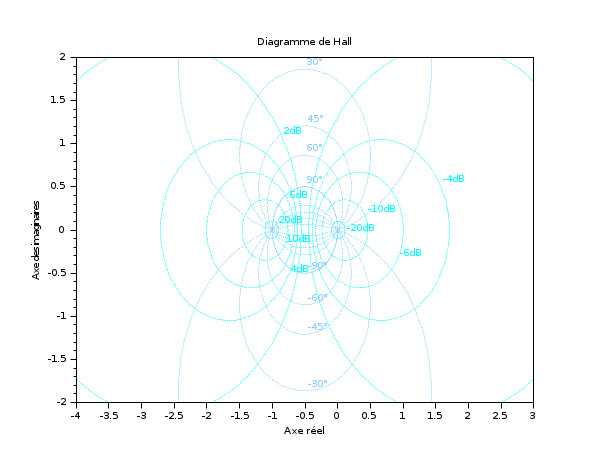 Diagramme de Hall
2
1.5
1
0.5
0
-0.5
-1
-1.5
-2
Axe des imaginaires
30°
45°
2dB
60°
-4dB
90°
6dB
-10dB
20dB
-20dB
10dB
-6dB
4dB
-90°
-60°
-45°
-30°
-4 -3.5 -3 -2.5 -2 -1.5 -1 -0.5 0 0.5 1 1.5 2 2.5 3
Axe réel